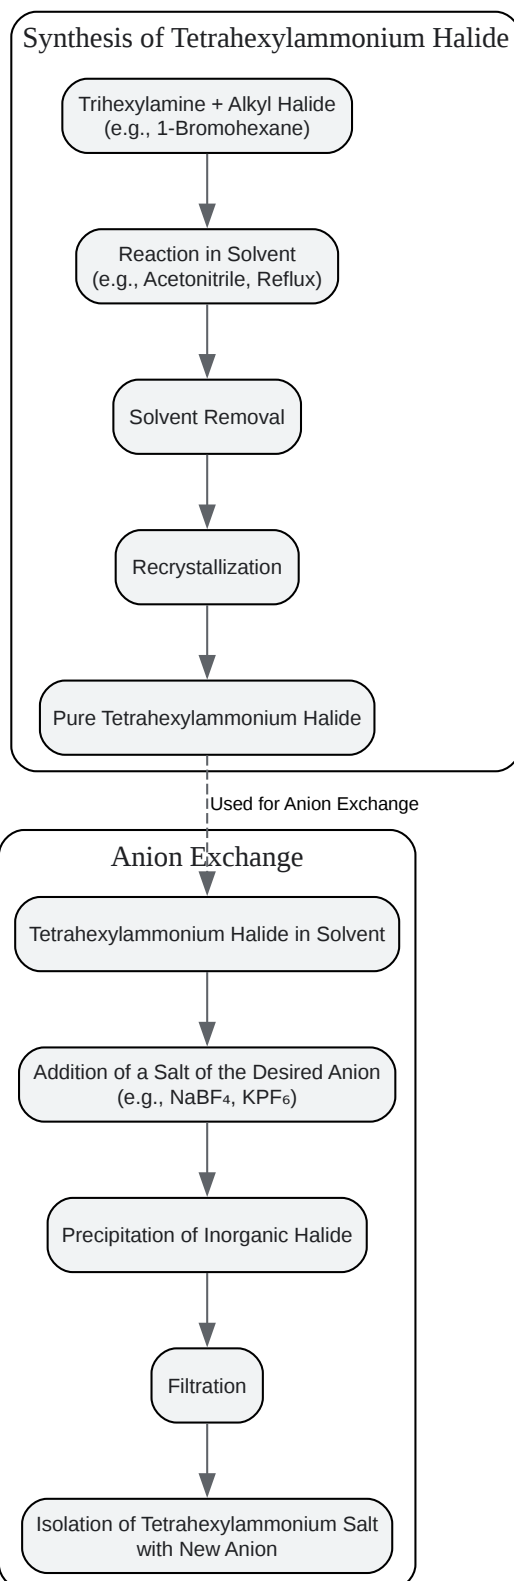 Synthesis of Tetrahexylammonium Halide
Trihexylamine + Alkyl Halide
(e.g., 1-Bromohexane)
Reaction in Solvent
(e.g., Acetonitrile, Reflux)
Solvent Removal
Recrystallization
Pure Tetrahexylammonium Halide
Used for Anion Exchange
Anion Exchange
Tetrahexylammonium Halide in Solvent
Addition of a Salt of the Desired Anion
(e.g., NaBF₄, KPF₆)
Precipitation of Inorganic Halide
Filtration
Isolation of Tetrahexylammonium Salt
with New Anion